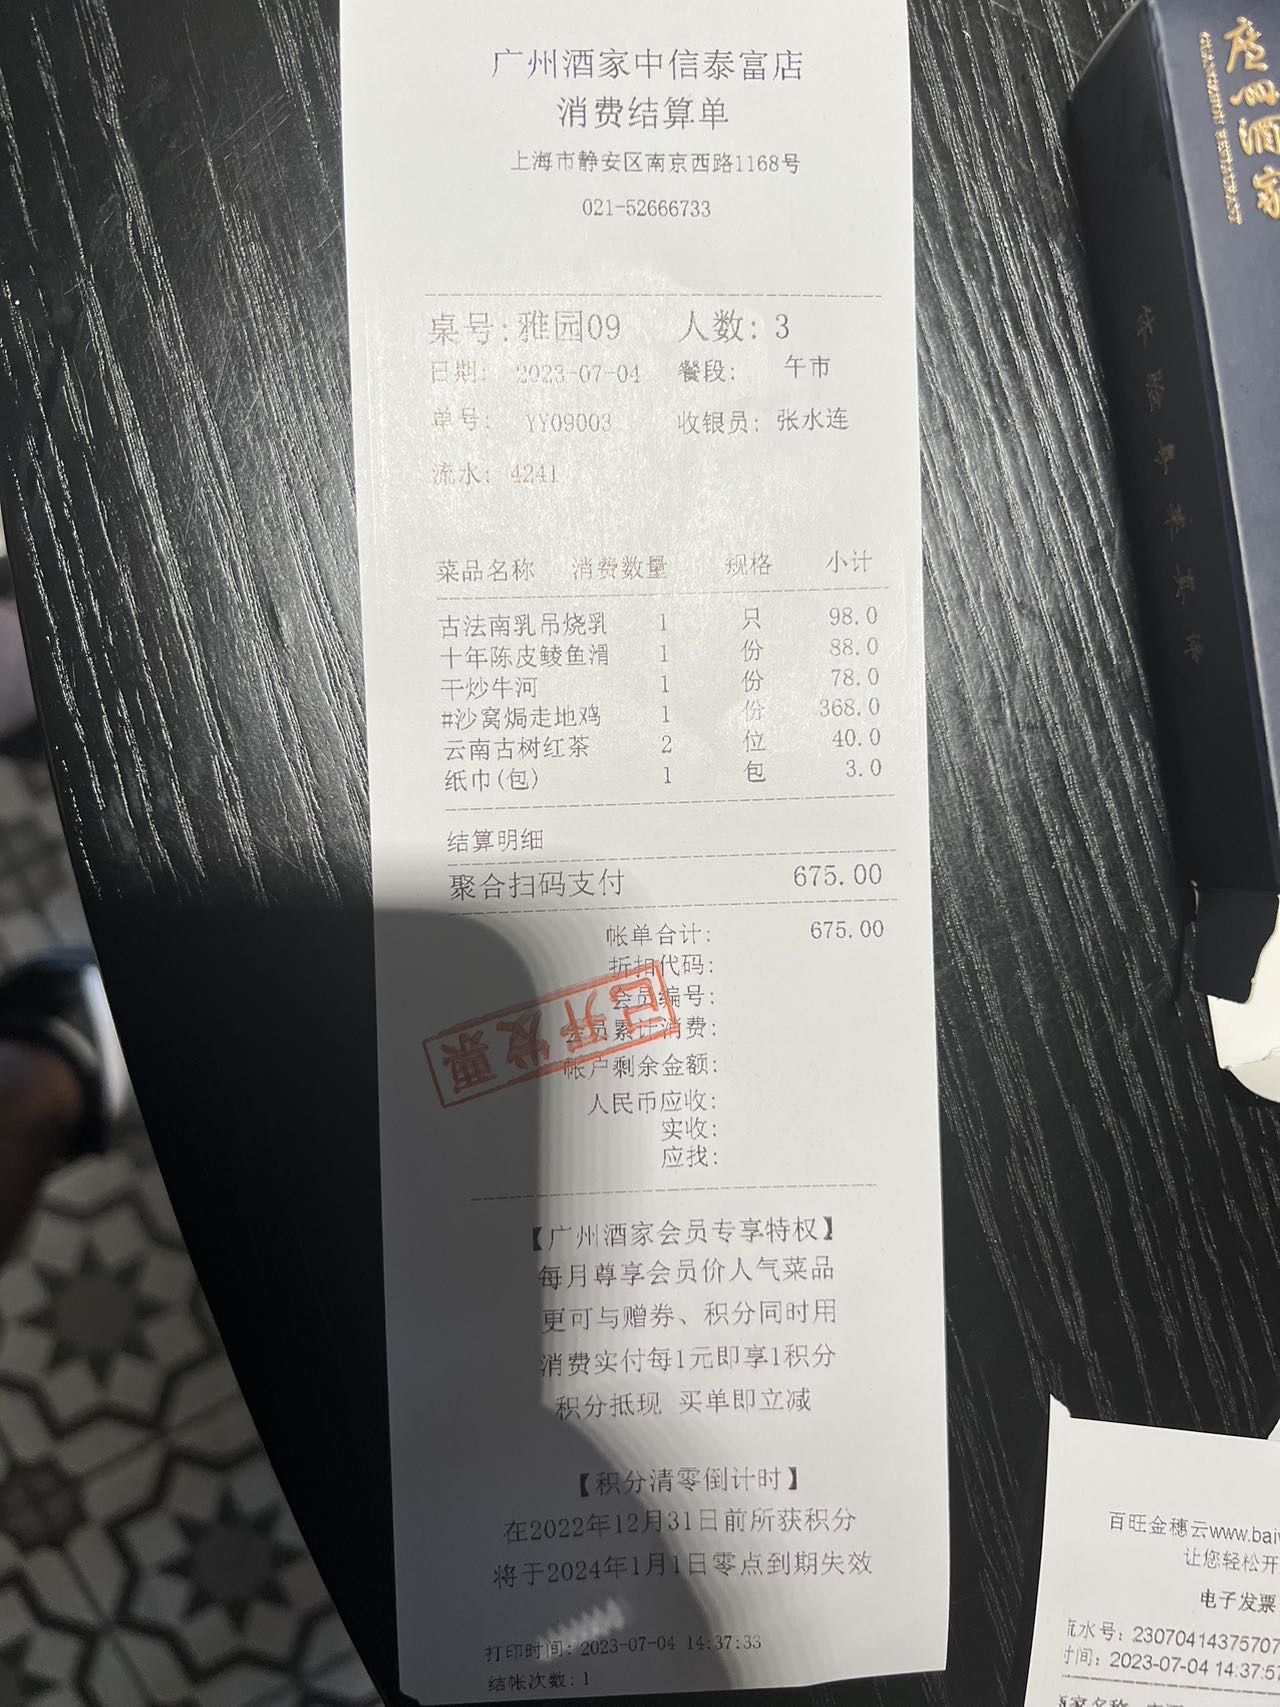 广州酒家中信泰富店
消费结算单
上海市静安区南京西路1168号
021-52666733
桌号:雅园09 人数: 3
日期: 2023-07-04 餐段: 午市
单号: YY09003 收银员: 张水连
流水: 4241
菜品名称 消费数量 规格 小计
古法南乳吊烧乳 1 只 98.0
十年陈皮鲮鱼滑 1 份 88.0
干炒牛河 1 份 78.0
#沙窝焗走地鸡 1 份 368.0
云南古树红茶 2 位 40.0
纸巾(包) 1 包 3.0
结算明细
聚合扫码支付 675.00
帐单合计: 675.00
折扣代码:
会员编号:
会员累计消费:
帐户剩余金额:
人民币应收:
实收:
应找:
已开发票
【广州酒家会员专享特权】
每月尊享会员价人气菜品
更可与赠券、积分同时用
消费实付每1元即享1积分
积分抵现 买单即立减
【积分清零倒计时】
在2022年12月31日前所获积分
将于2024年1月1日零点到期失效
打印时间: 2023-07-04 14:37:33
结帐次数: 1
广州酒家
百旺金穗云www.baiw
让您轻松开
电子发票
流水号: 23070414375707
时间: 2023-07-04 14:37:57